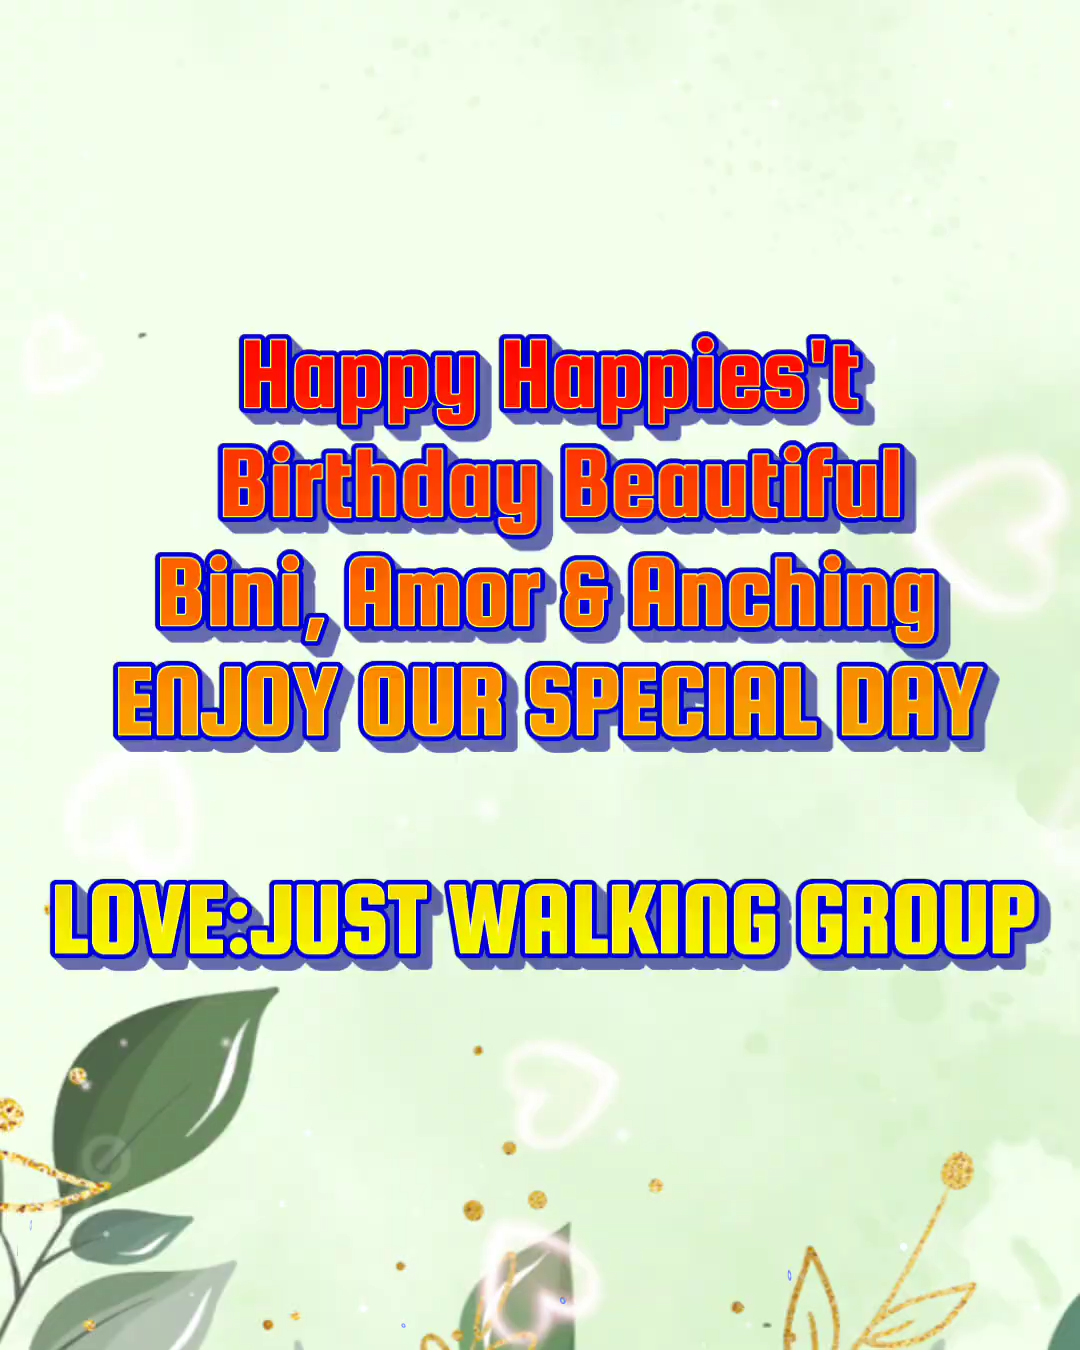 Happy Happies't
Birthday Beautiful
Bini, Amor & Anching
ENJOY OUR SPECIAL DAY
LOVE:JUST WALKING GROUP